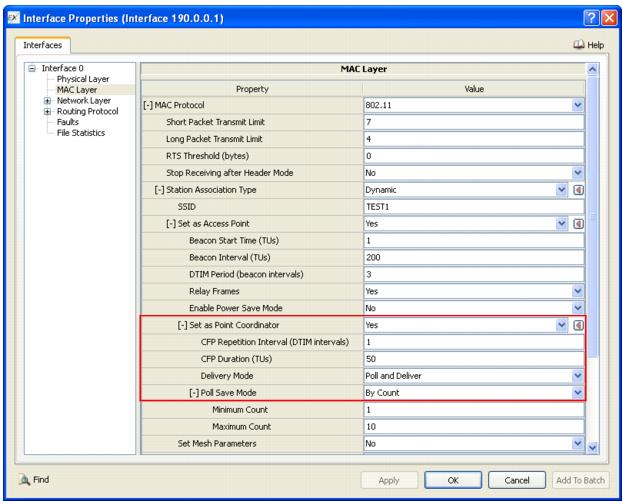 Interface Properties (Interface 190.0.0.1)
Interfaces
Help
Interface 0
Physical Layer
MAC Layer
Network Layer
Routing Protocol
Faults
File Statistics
MAC Layer
Property Value
[-] MAC Protocol 802.11
Short Packet Transmit Limit 7
Long Packet Transmit Limit 4
RTS Threshold (bytes) 0
Stop Receiving after Header Mode No
[-] Station Association Type Dynamic
SSID TEST1
[-] Set as Access Point Yes
Beacon Start Time (TUs) 1
Beacon Interval (TUs) 200
DTIM Period (beacon intervals) 3
Relay Frames Yes
Enable Power Save Mode No
[-] Set as Point Coordinator Yes
CFP Repetition Interval (DTIM intervals) 1
CFP Duration (TUs) 50
Delivery Mode Poll and Deliver
[-] Poll Save Mode By Count
Minimum Count 1
Maximum Count 10
Set Mesh Parameters No
Find
Apply OK Cancel Add To Batch